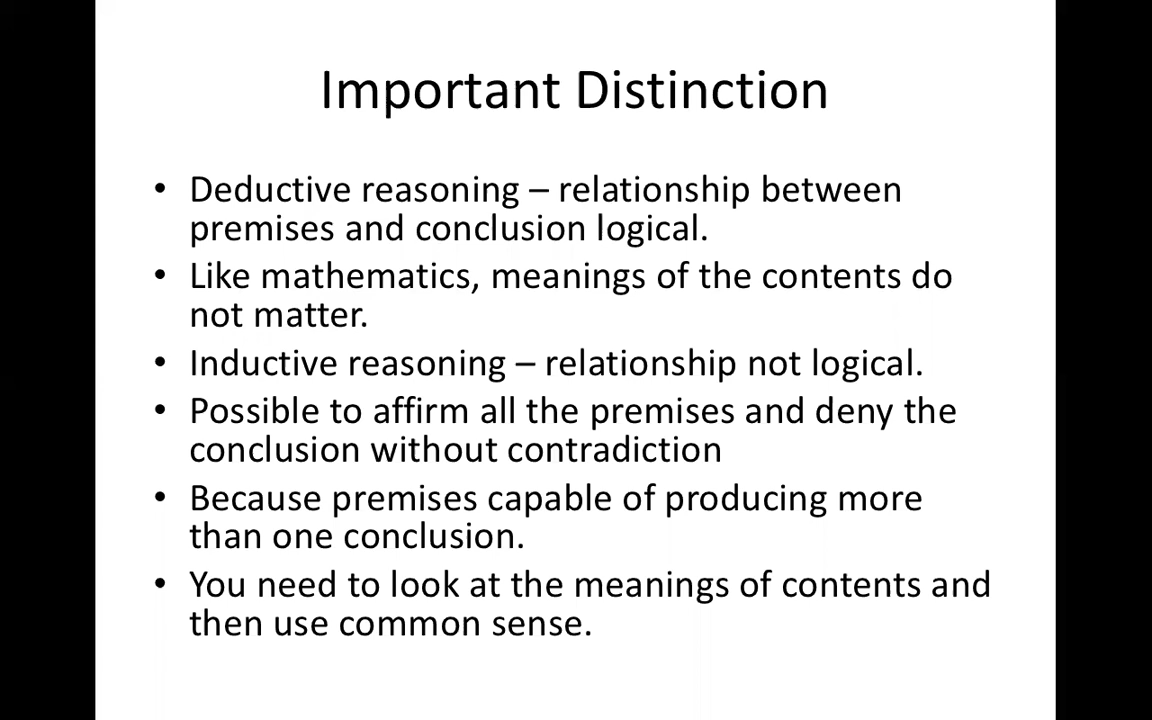 Important Distinction
• Deductive reasoning – relationship between
premises and conclusion logical.
• Like mathematics, meanings of the contents do
not matter.
• Inductive reasoning – relationship not logical.
• Possible to affirm all the premises and deny the
conclusion without contradiction
• Because premises capable of producing more
than one conclusion.
• You need to look at the meanings of contents and
then use common sense.